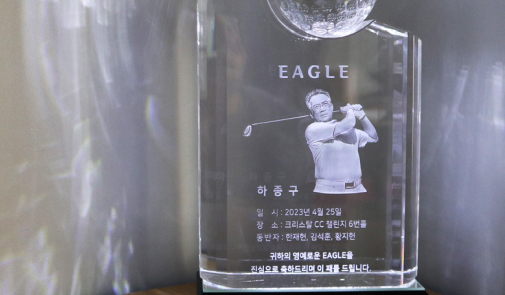 EAGLE
하종구
일 시 : 2023년 4월 25일
장 소 : 크리스탈 CC 챌린지 6번홀
동반자 : 한재현, 김석훈, 황지헌
귀하의 영예로운 EAGLE을
진심으로 축하드리며 이 패를 드립니다.